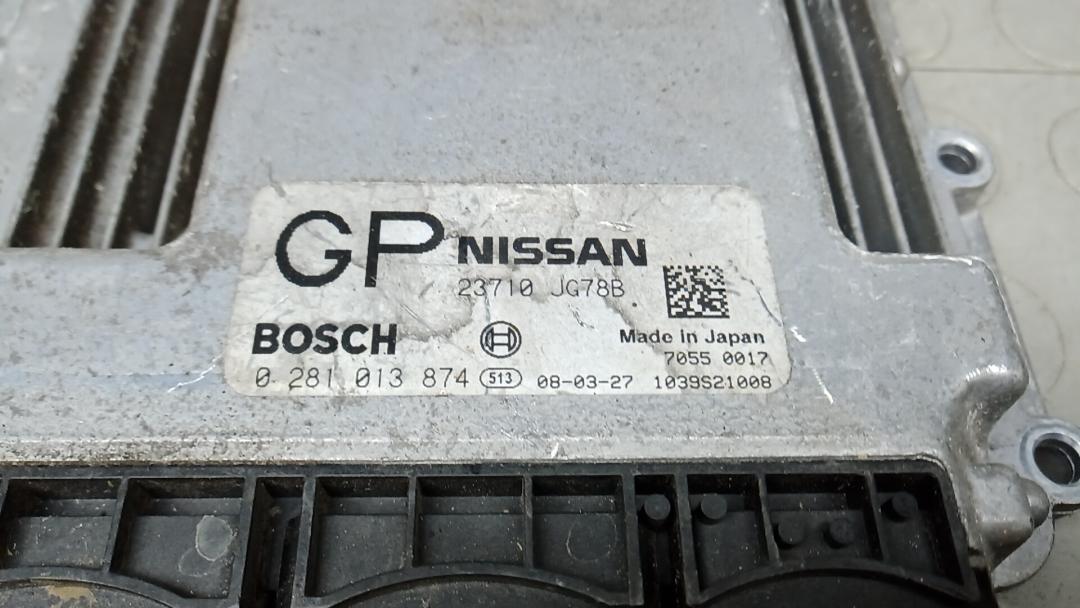 GP NISSAN
23710 JG78B
BOSCH
Made in Japan
7055 0017
0 281 013 874 513 08-03-27 1039S21008